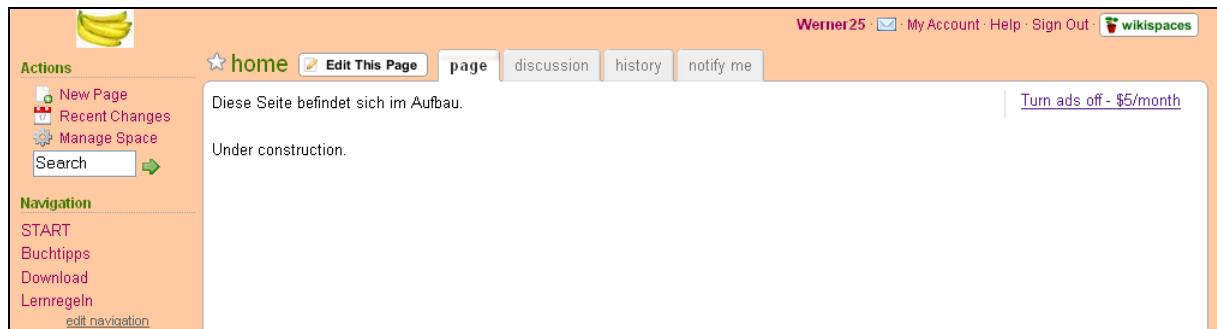 Werner25 · My Account · Help · Sign Out · wikispaces
Actions
New Page
Recent Changes
Manage Space
Search
Navigation
START
Buchtipps
Download
Lernregeln
edit navigation
home Edit This Page page discussion history notify me
Diese Seite befindet sich im Aufbau.
Turn ads off - $5/month
Under construction.